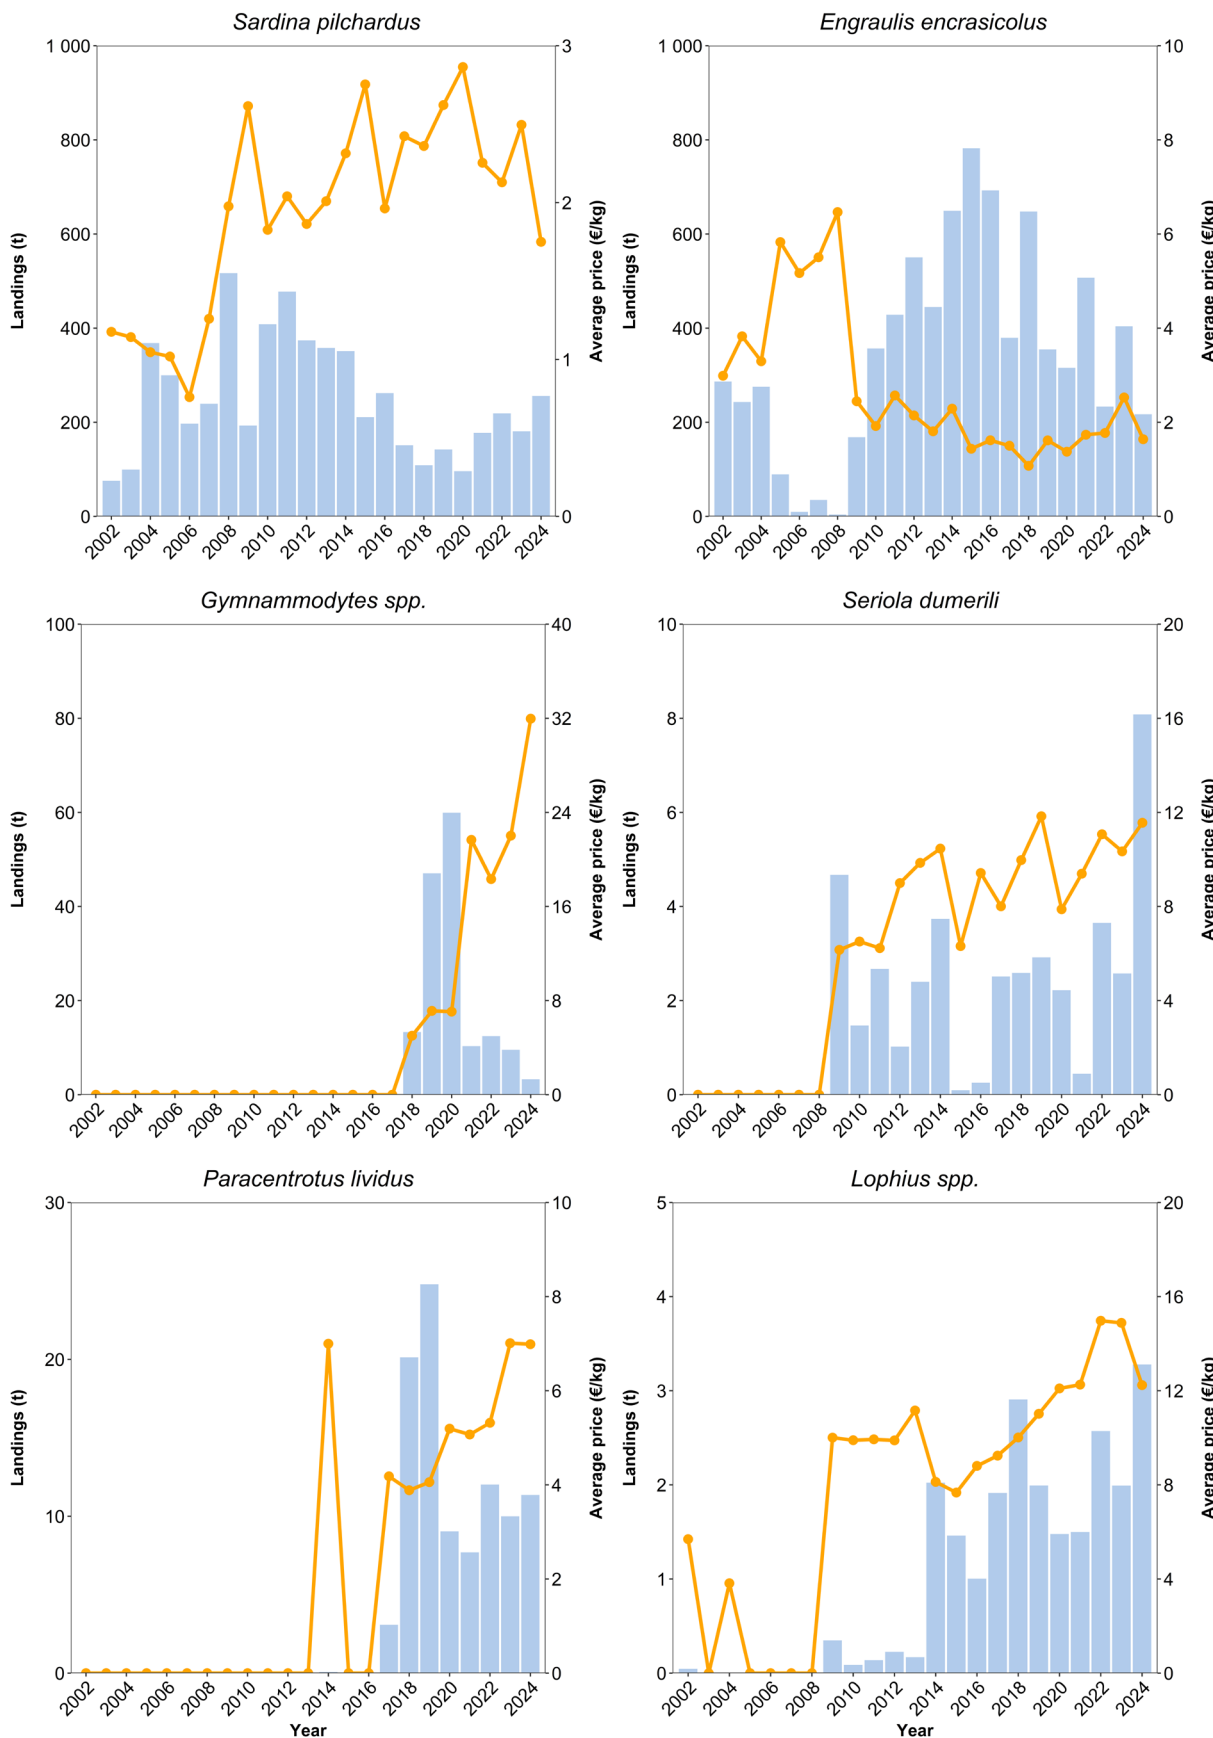 Sardina pilchardus
Landings (t)
1 000
800
600
400
200
0
3
2
1
0
Average price (€/kg)
2002 2004 2006 2008 2010 2012 2014 2016 2018 2020 2022 2024
Engraulis encrasicolus
Landings (t)
1 000
800
600
400
200
0
10
8
6
4
2
0
Average price (€/kg)
2002 2004 2006 2008 2010 2012 2014 2016 2018 2020 2022 2024
Gymnammodytes spp.
Landings (t)
100
80
60
40
20
0
40
32
24
16
8
0
Average price (€/kg)
2002 2004 2006 2008 2010 2012 2014 2016 2018 2020 2022 2024
Seriola dumerili
Landings (t)
10
8
6
4
2
0
20
16
12
8
4
0
Average price (€/kg)
2002 2004 2006 2008 2010 2012 2014 2016 2018 2020 2022 2024
Paracentrotus lividus
Landings (t)
30
20
10
0
10
8
6
4
2
0
Average price (€/kg)
2002 2004 2006 2008 2010 2012 2014 2016 2018 2020 2022 2024
Year
Lophius spp.
Landings (t)
5
4
3
2
1
0
20
16
12
8
4
0
Average price (€/kg)
2002 2004 2006 2008 2010 2012 2014 2016 2018 2020 2022 2024
Year